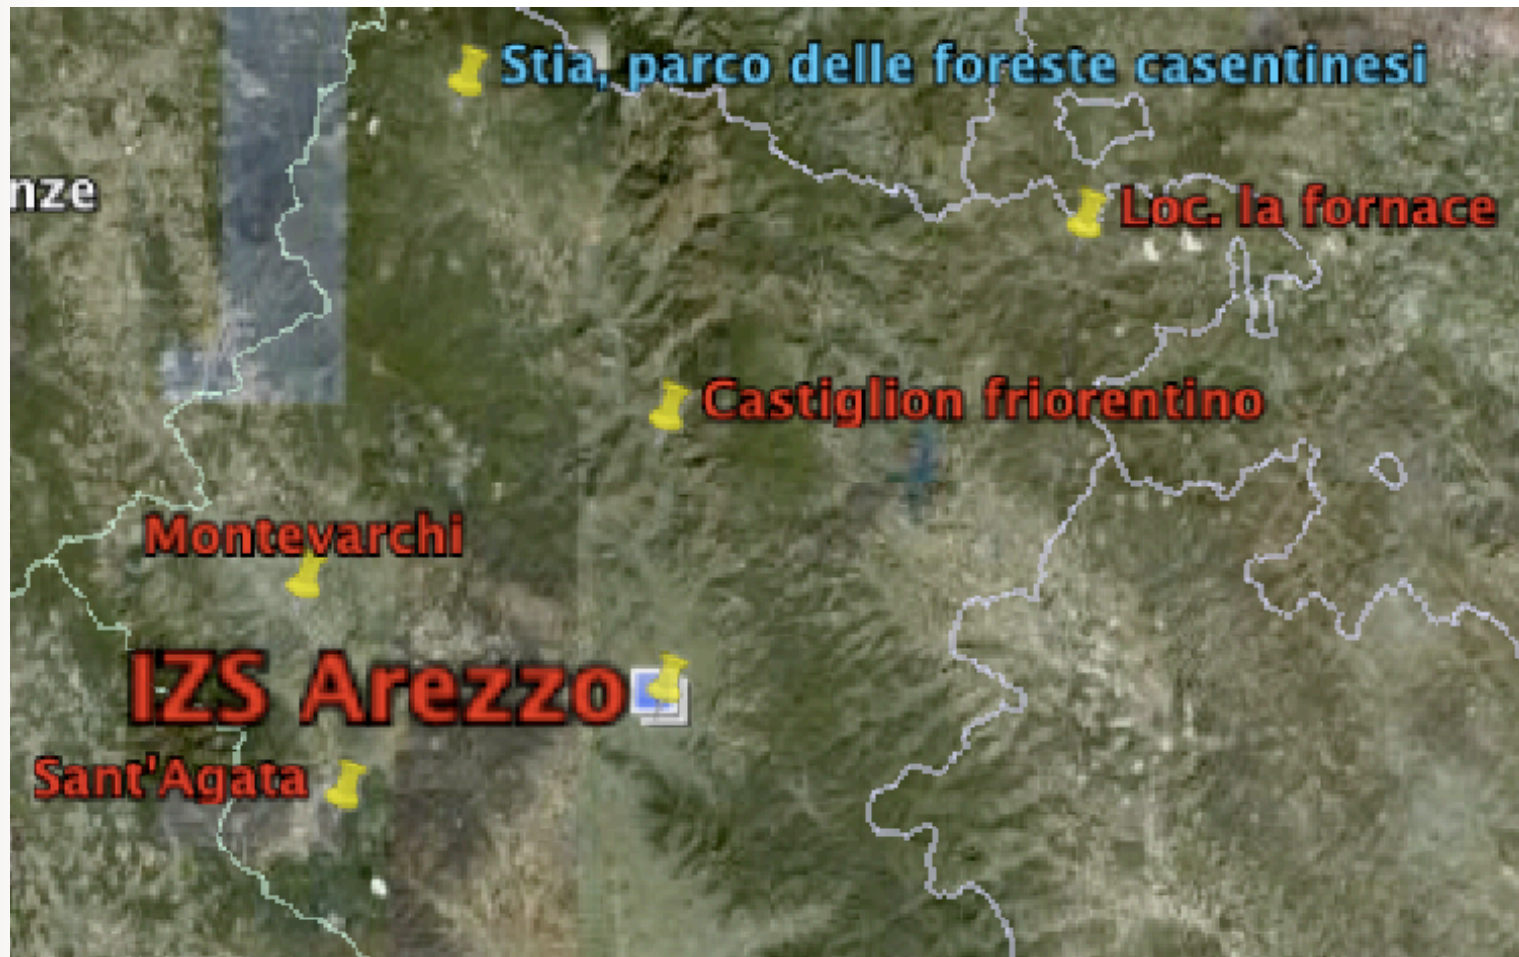 Stia, parco delle foreste casentinesi
nze
Loc. la fornace
Castiglion friorentino
Montevarchi
IZS Arezzo
Sant'Agata